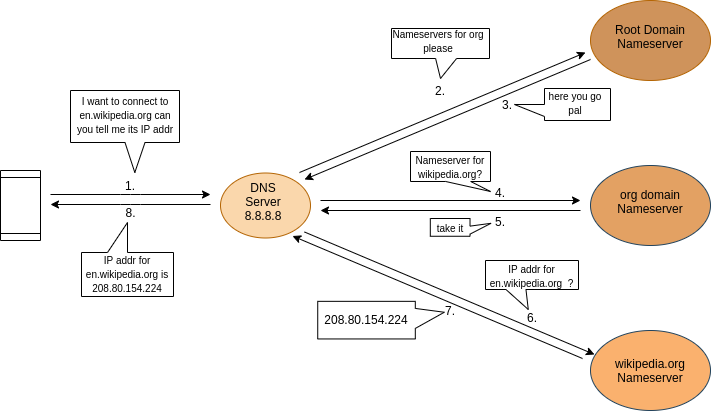 Root Domain
Nameserver
Nameservers for org
please
2.
here you go
pal
3.
I want to connect to
en.wikipedia.org can
you tell me its IP addr
1.
8.
IP addr for
en.wikipedia.org is
208.80.154.224
DNS
Server
8.8.8.8
Nameserver for
wikipedia.org?
4.
5.
take it
org domain
Nameserver
IP addr for
en.wikipedia.org ?
6.
7.
208.80.154.224
wikipedia.org
Nameserver